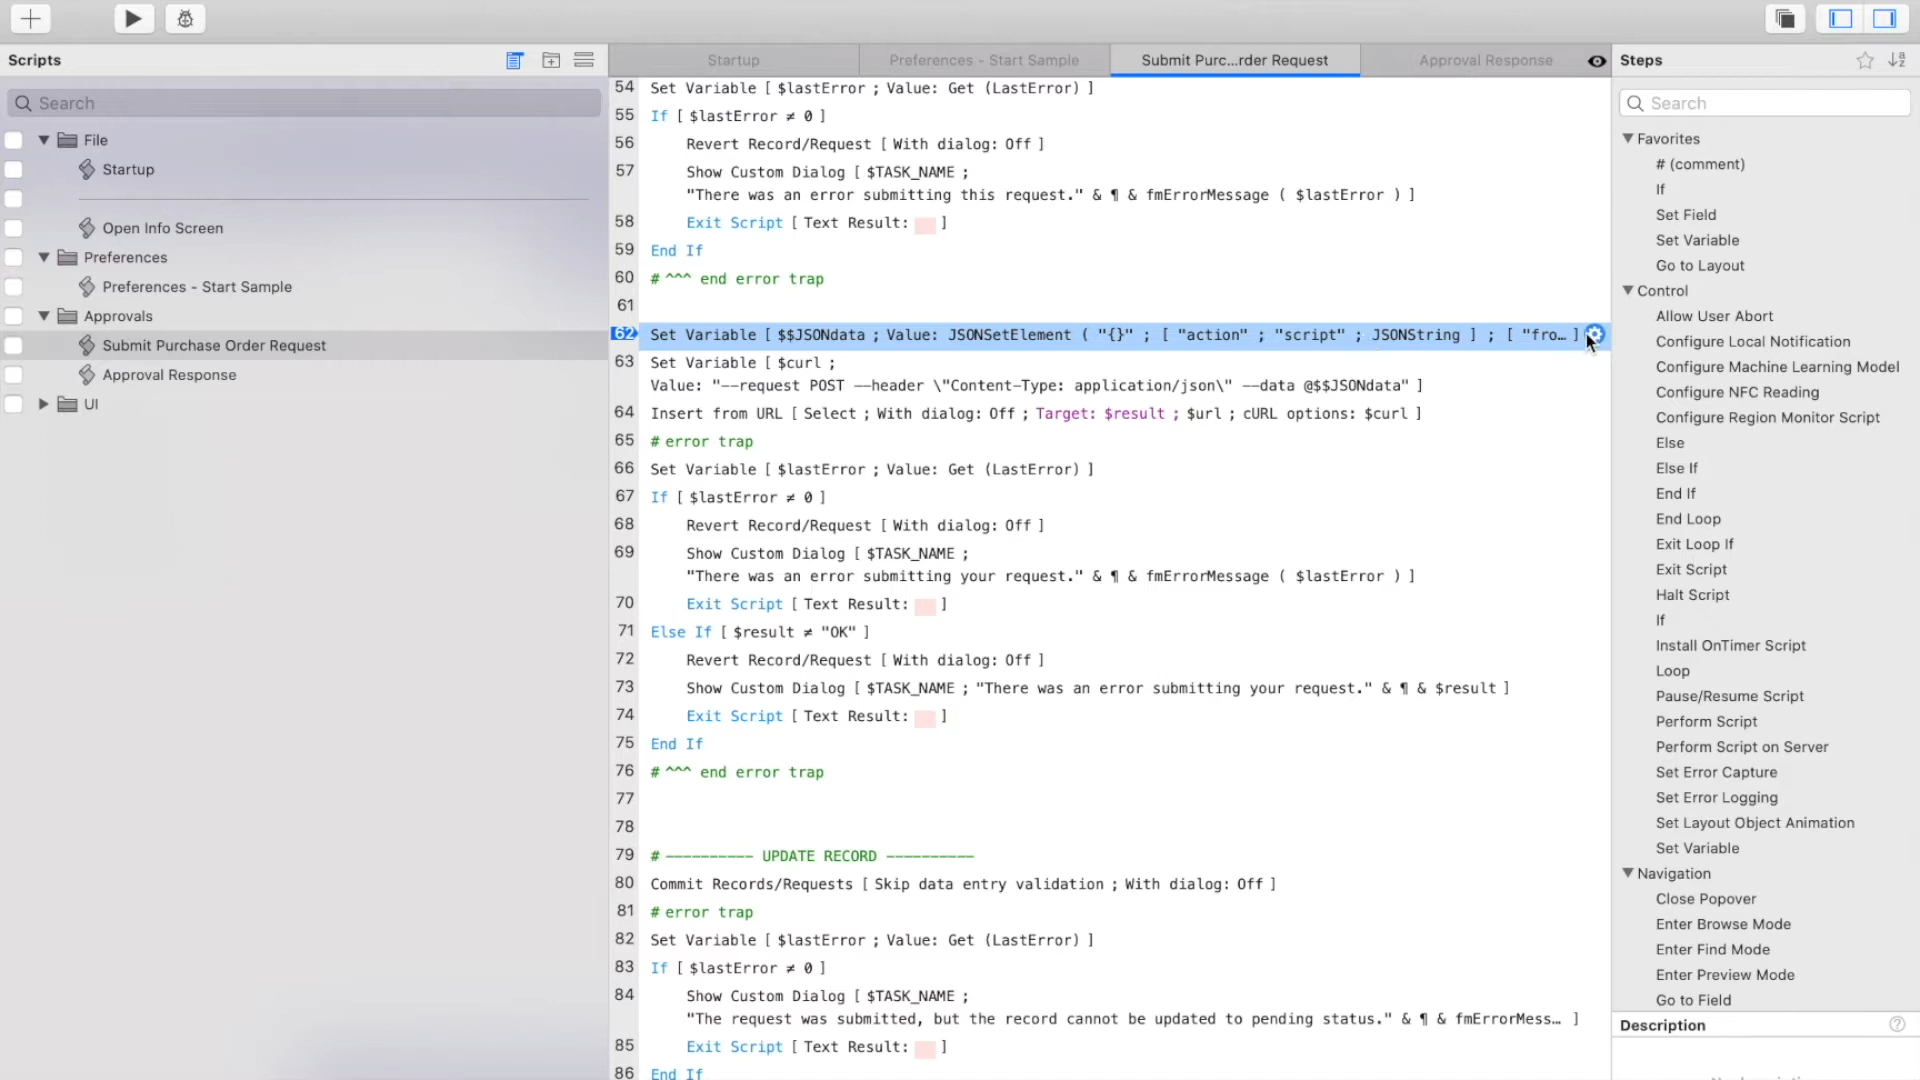 Scripts
Search
File
Startup
Open Info Screen
Preferences
Preferences - Start Sample
Approvals
Submit Purchase Order Request
Approval Response
UI
Startup
Preferences - Start Sample
Submit Purc...rder Request
Approval Response
54 Set Variable [ $lastError ; Value: Get (LastError) ]
55 If [ $lastError ≠ 0 ]
56 Revert Record/Request [ With dialog: Off ]
57 Show Custom Dialog [ $TASK_NAME ;
"There was an error submitting this request." & ¶ & fmErrorMessage ( $lastError ) ]
58 Exit Script [ Text Result: ]
59 End If
60 # ^^^ end error trap
61
62 Set Variable [ $$JSONdata ; Value: JSONSetElement ( "{}" ; [ "action" ; "script" ; JSONString ] ; [ "fro… ]
63 Set Variable [ $curl ;
Value: "--request POST --header \"Content-Type: application/json\" --data @$$JSONdata" ]
64 Insert from URL [ Select ; With dialog: Off ; Target: $result ; $url ; cURL options: $curl ]
65 # error trap
66 Set Variable [ $lastError ; Value: Get (LastError) ]
67 If [ $lastError ≠ 0 ]
68 Revert Record/Request [ With dialog: Off ]
69 Show Custom Dialog [ $TASK_NAME ;
"There was an error submitting your request." & ¶ & fmErrorMessage ( $lastError ) ]
70 Exit Script [ Text Result: ]
71 Else If [ $result ≠ "OK" ]
72 Revert Record/Request [ With dialog: Off ]
73 Show Custom Dialog [ $TASK_NAME ; "There was an error submitting your request." & ¶ & $result ]
74 Exit Script [ Text Result: ]
75 End If
76 # ^^^ end error trap
77
78
79 # ---------- UPDATE RECORD ----------
80 Commit Records/Requests [ Skip data entry validation ; With dialog: Off ]
81 # error trap
82 Set Variable [ $lastError ; Value: Get (LastError) ]
83 If [ $lastError ≠ 0 ]
84 Show Custom Dialog [ $TASK_NAME ;
"The request was submitted, but the record cannot be updated to pending status." & ¶ & fmErrorMess… ]
85 Exit Script [ Text Result: ]
86 End If
Steps
Search
Favorites
# (comment)
If
Set Field
Set Variable
Go to Layout
Control
Allow User Abort
Configure Local Notification
Configure Machine Learning Model
Configure NFC Reading
Configure Region Monitor Script
Else
Else If
End If
End Loop
Exit Loop If
Exit Script
Halt Script
If
Install OnTimer Script
Loop
Pause/Resume Script
Perform Script
Perform Script on Server
Set Error Capture
Set Error Logging
Set Layout Object Animation
Set Variable
Navigation
Close Popover
Enter Browse Mode
Enter Find Mode
Enter Preview Mode
Go to Field
Description